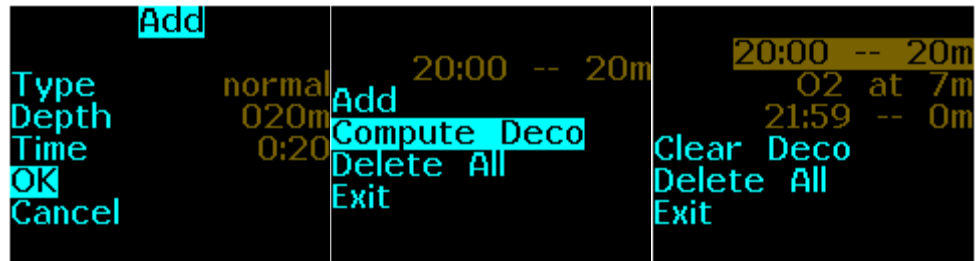 Add
Type normal
Depth 020m
Time 0:20
OK
Cancel
20:00 -- 20m
Add
Compute Deco
Delete All
Exit
20:00 -- 20m
O2 at 7m
21:59 -- 0m
Clear Deco
Delete All
Exit